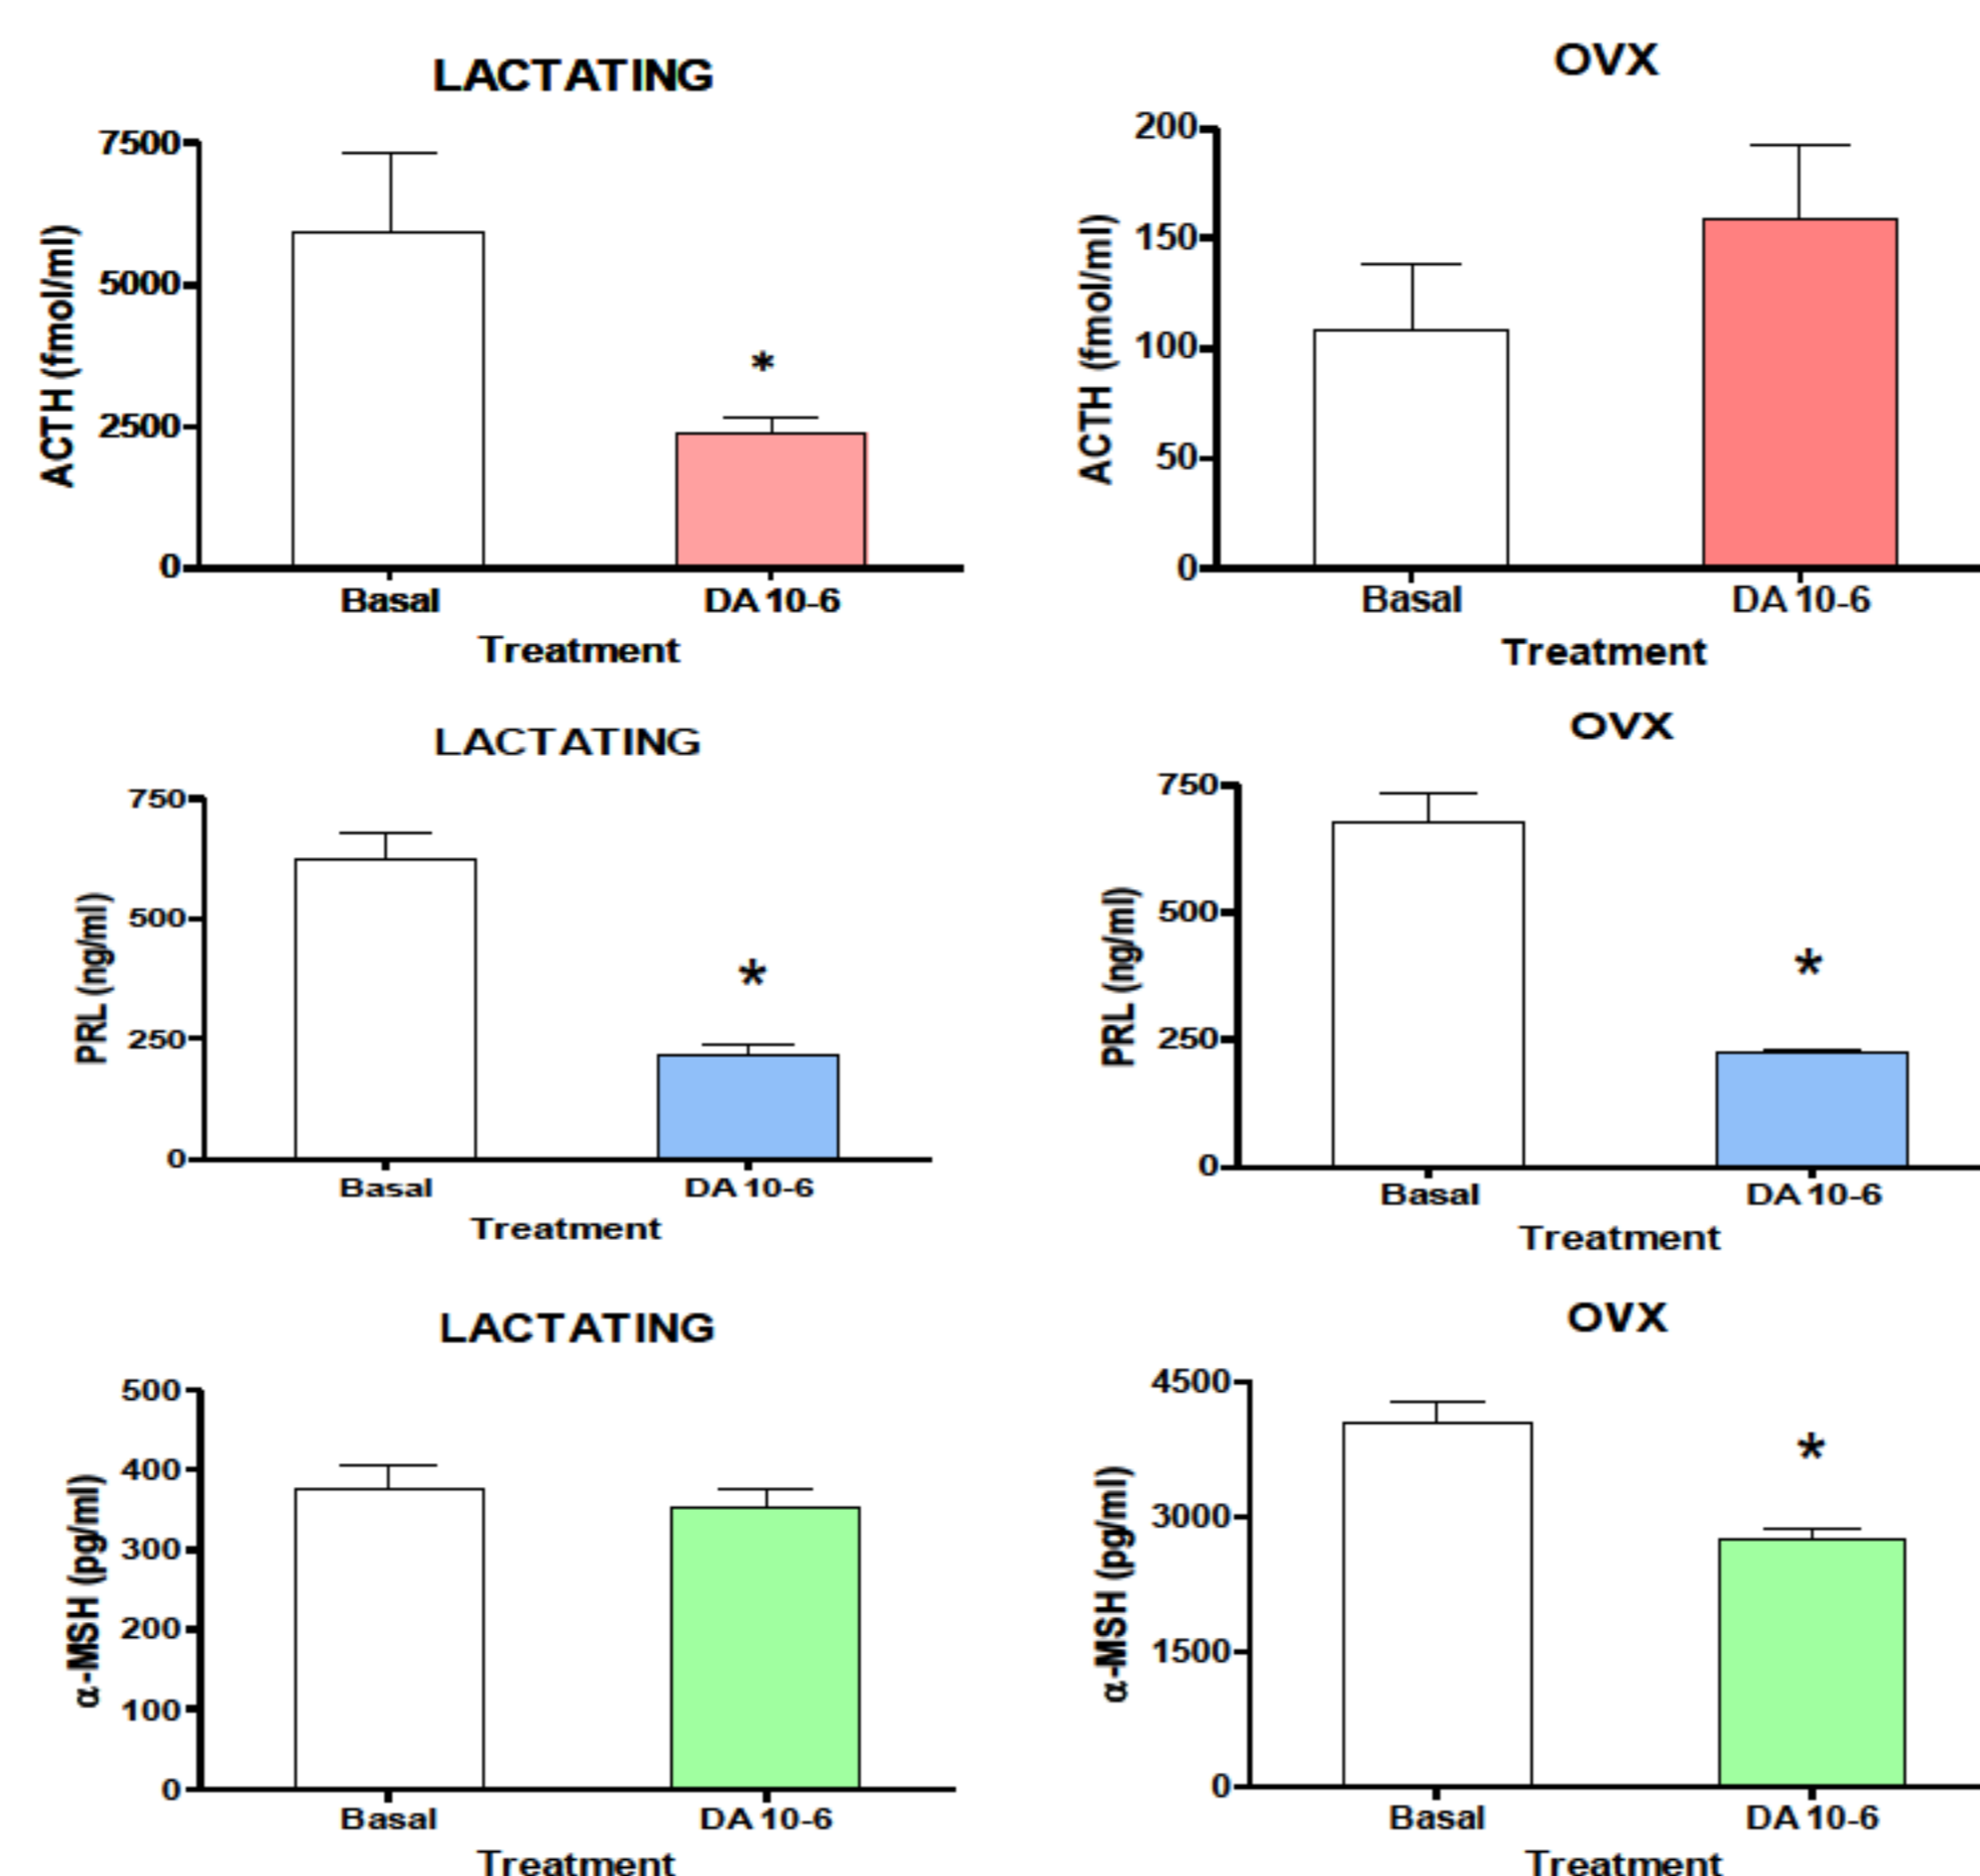 LACTATING
ACTH (fmol/ml)
7500
5000
2500
0
*
Basal
DA 10-6
Treatment
OVX
ACTH (fmol/ml)
200
150
100
50
0
Basal
DA 10-6
Treatment
LACTATING
PRL (ng/ml)
750
500
250
0
*
Basal
DA 10-6
Treatment
OVX
PRL (ng/ml)
750
500
250
0
*
Basal
DA 10-6
Treatment
LACTATING
α-MSH (pg/ml)
500
400
300
200
100
0
Basal
DA 10-6
Treatment
OVX
α-MSH (pg/ml)
4500
3000
1500
0
*
Basal
DA 10-6
Treatment